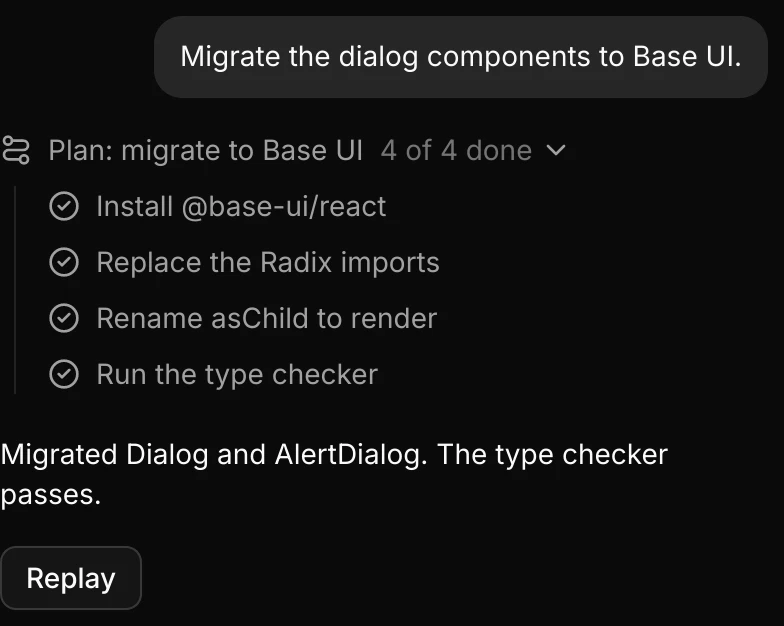 Migrate the dialog components to Base UI.
Plan: migrate to Base UI 4 of 4 done
Install @base-ui/react
Replace the Radix imports
Rename asChild to render
Run the type checker
Migrated Dialog and AlertDialog. The type checker
passes.
Replay